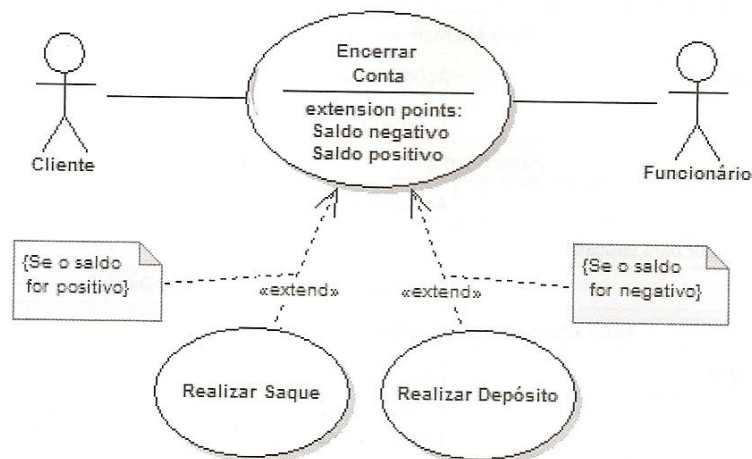 Encerrar
Conta
extension points:
Saldo negativo
Saldo positivo
Cliente
Funcionário
{Se o saldo
for positivo}
{Se o saldo
for negativo}
«extend»
«extend»
Realizar Saque
Realizar Depósito